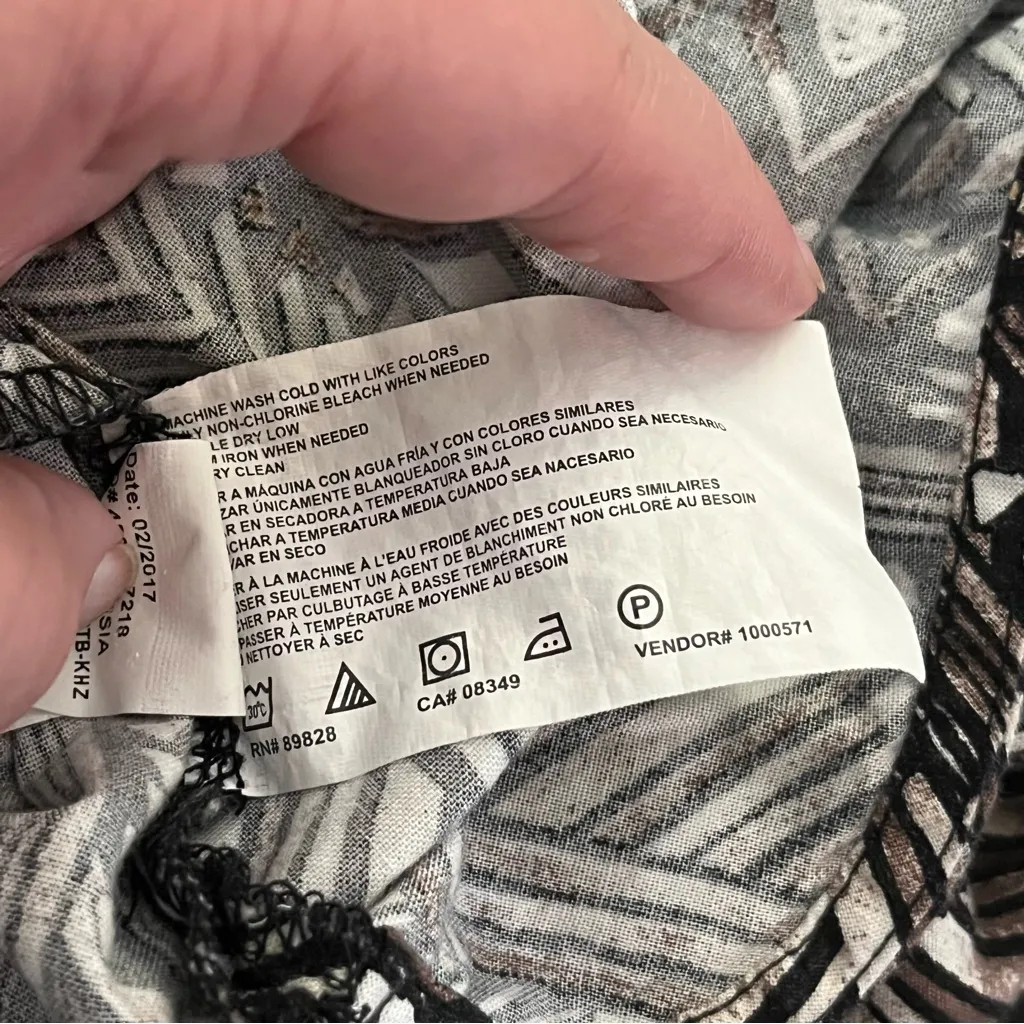 MACHINE WASH COLD WITH LIKE COLORS
NON-CHLORINE BLEACH WHEN NEEDED
DRY LOW
IRON WHEN NEEDED
CLEAN
A MÁQUINA CON AGUA FRÍA Y CON COLORES SIMILARES
ÚNICAMENTE BLANQUEADOR SIN CLORO CUANDO SEA NECESARIO
EN SECADORA A TEMPERATURA BAJA
A TEMPERATURA MEDIA CUANDO SEA NACESARIO
EN SECO
À LA MACHINE À L'EAU FROIDE AVEC DES COULEURS SIMILAIRES
SEULEMENT UN AGENT DE BLANCHIMENT NON CHLORÉ AU BESOIN
PAR CULBUTAGE À BASSE TEMPÉRATURE
À TEMPÉRATURE MOYENNE AU BESOIN
NETTOYER À SEC
30°C
P
RN# 89828
CA# 08349
VENDOR# 1000571
Date: 02/2017
7218
SIA
TB-KHZ